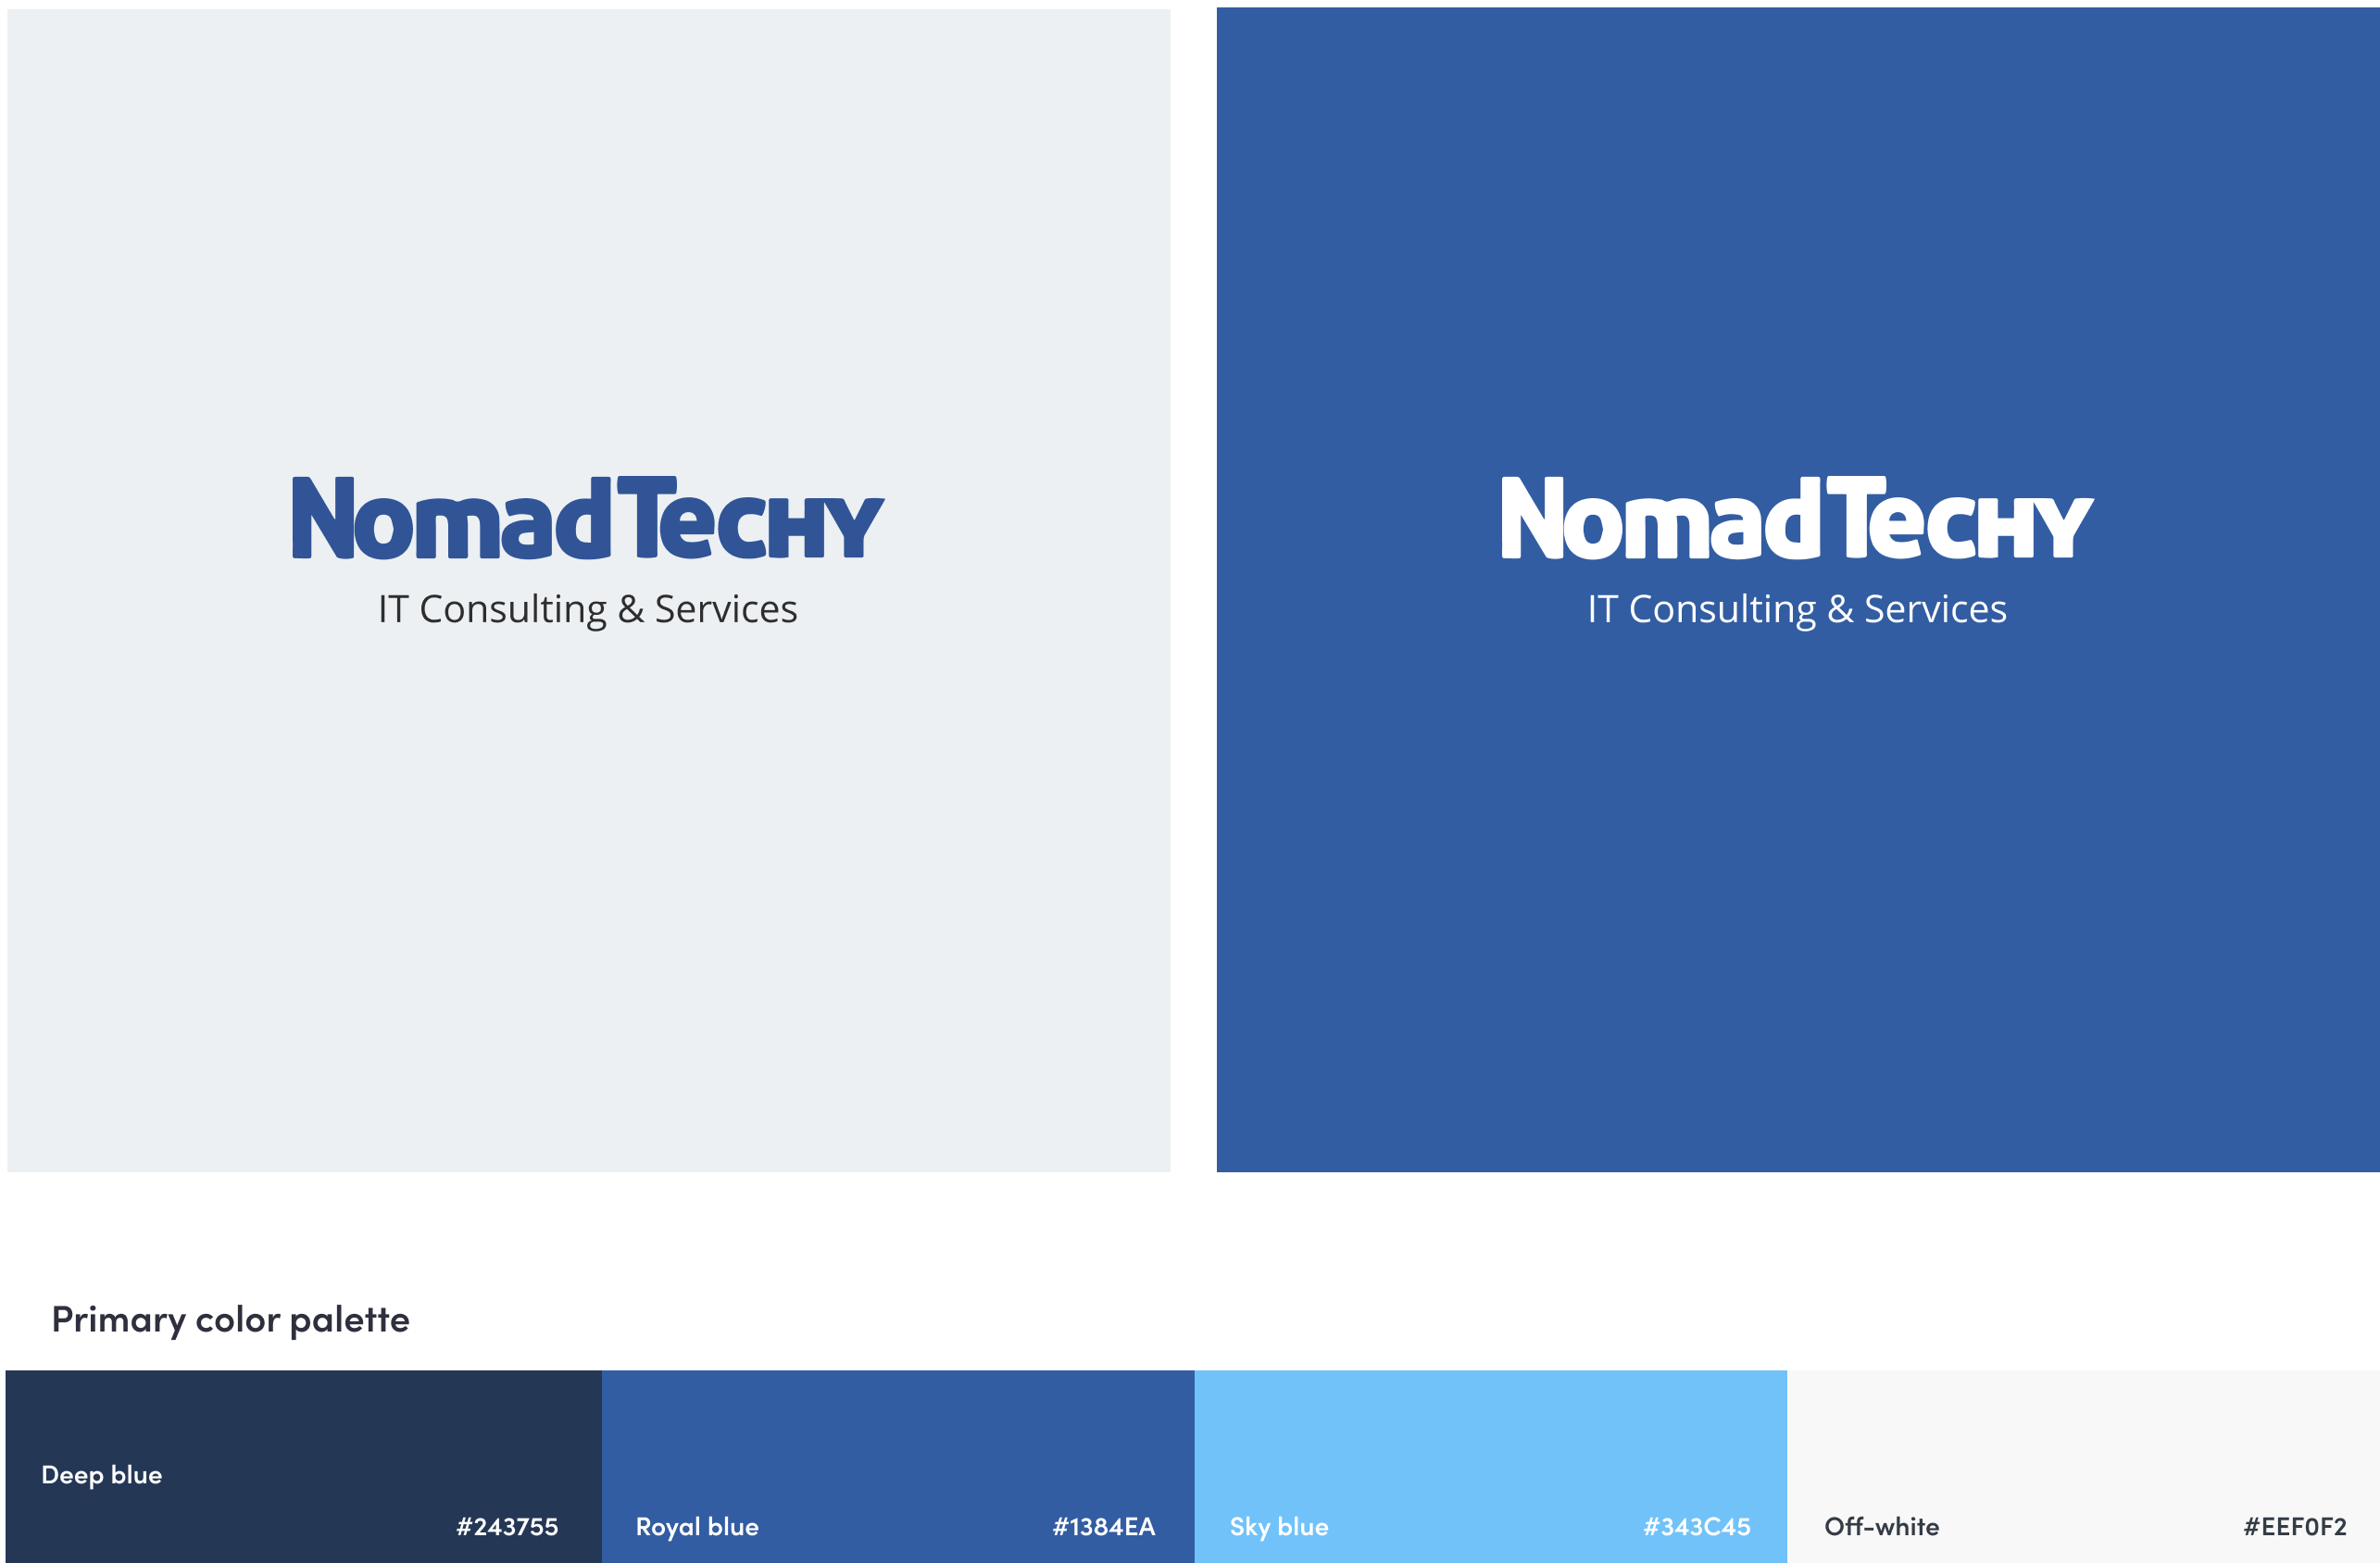 NomadTecHY
IT Consulting & Services
NomadTecHY
IT Consulting & Services
Primary color palette
Deep blue
#243755
Royal blue
#1384EA
Sky blue
#343C45
Off-white
#EEF0F2